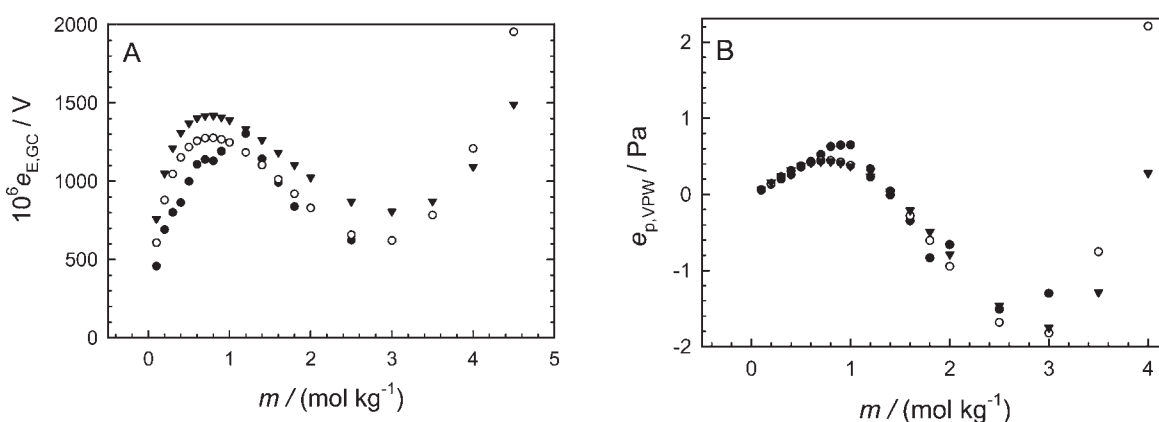 A
10⁶e_E,GC / V
2000
1500
1000
500
0
0 1 2 3 4 5
m / (mol kg⁻¹)
B
e_p,VPW / Pa
2
1
0
-1
-2
0 1 2 3 4
m / (mol kg⁻¹)